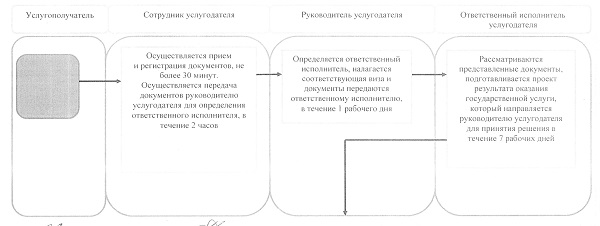 Услугополучатель
Сотрудник услугодателя
Руководитель услугодателя
Ответственный исполнитель
услугодателя
Осуществляется прием
и регистрация документов, не
более 30 минут.
Осуществляется передача
документов руководителю
услугодателя для определения
ответственного исполнителя, в
течение 2 часов
Определяется ответственный
исполнитель, налагается
соответствующая виза и
документы передаются
ответственному исполнителю,
в течение 1 рабочего дня
Рассматриваются
представленные документы,
подготавливается проект
результата оказания
государственной услуги,
который направляется
руководителю услугодателя
для принятия решения в
течение 7 рабочих дней